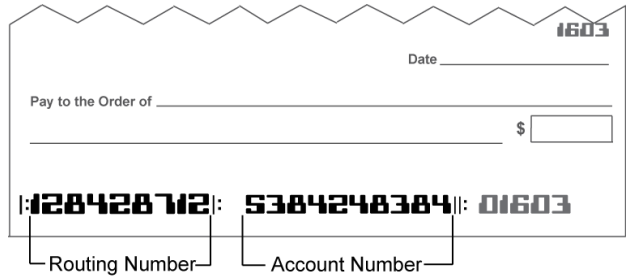 1603
Date
Pay to the Order of
$
|:128428712|: 5384248384||: 01603
Routing Number Account Number